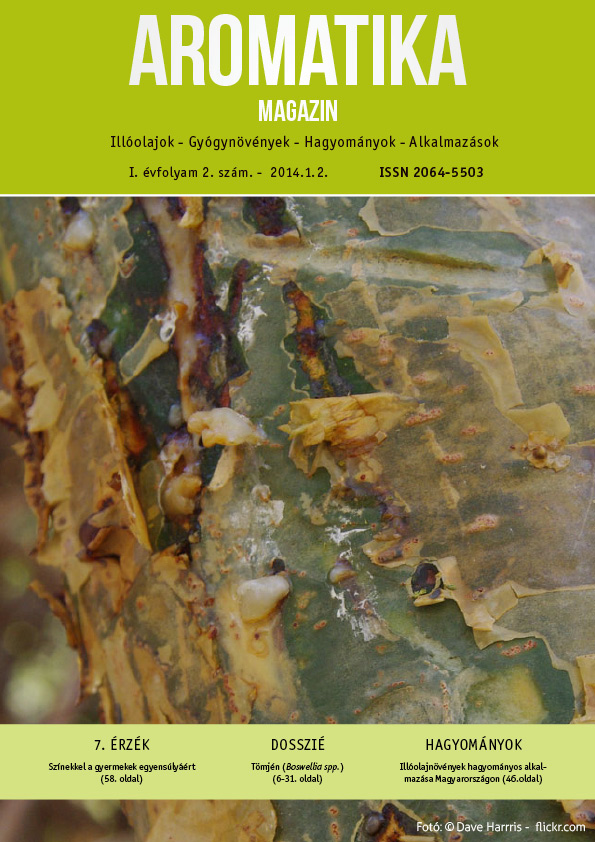 AROMATIKA
MAGAZIN
Illóolajok - Gyógynövények - Hagyományok - Alkalmazások
I. évfolyam 2. szám. - 2014.1.2. ISSN 2064-5503
7. ÉRZÉK
Színekkel a gyermekek egyensúlyáért
(58. oldal)
DOSSZIÉ
Tömjén (Boswellia spp.)
(6-31. oldal)
HAGYOMÁNYOK
Illóolajnövények hagyományos alkal-
mazása Magyarországon (46.oldal)
Fotó: © Dave Harrris - flickr.com